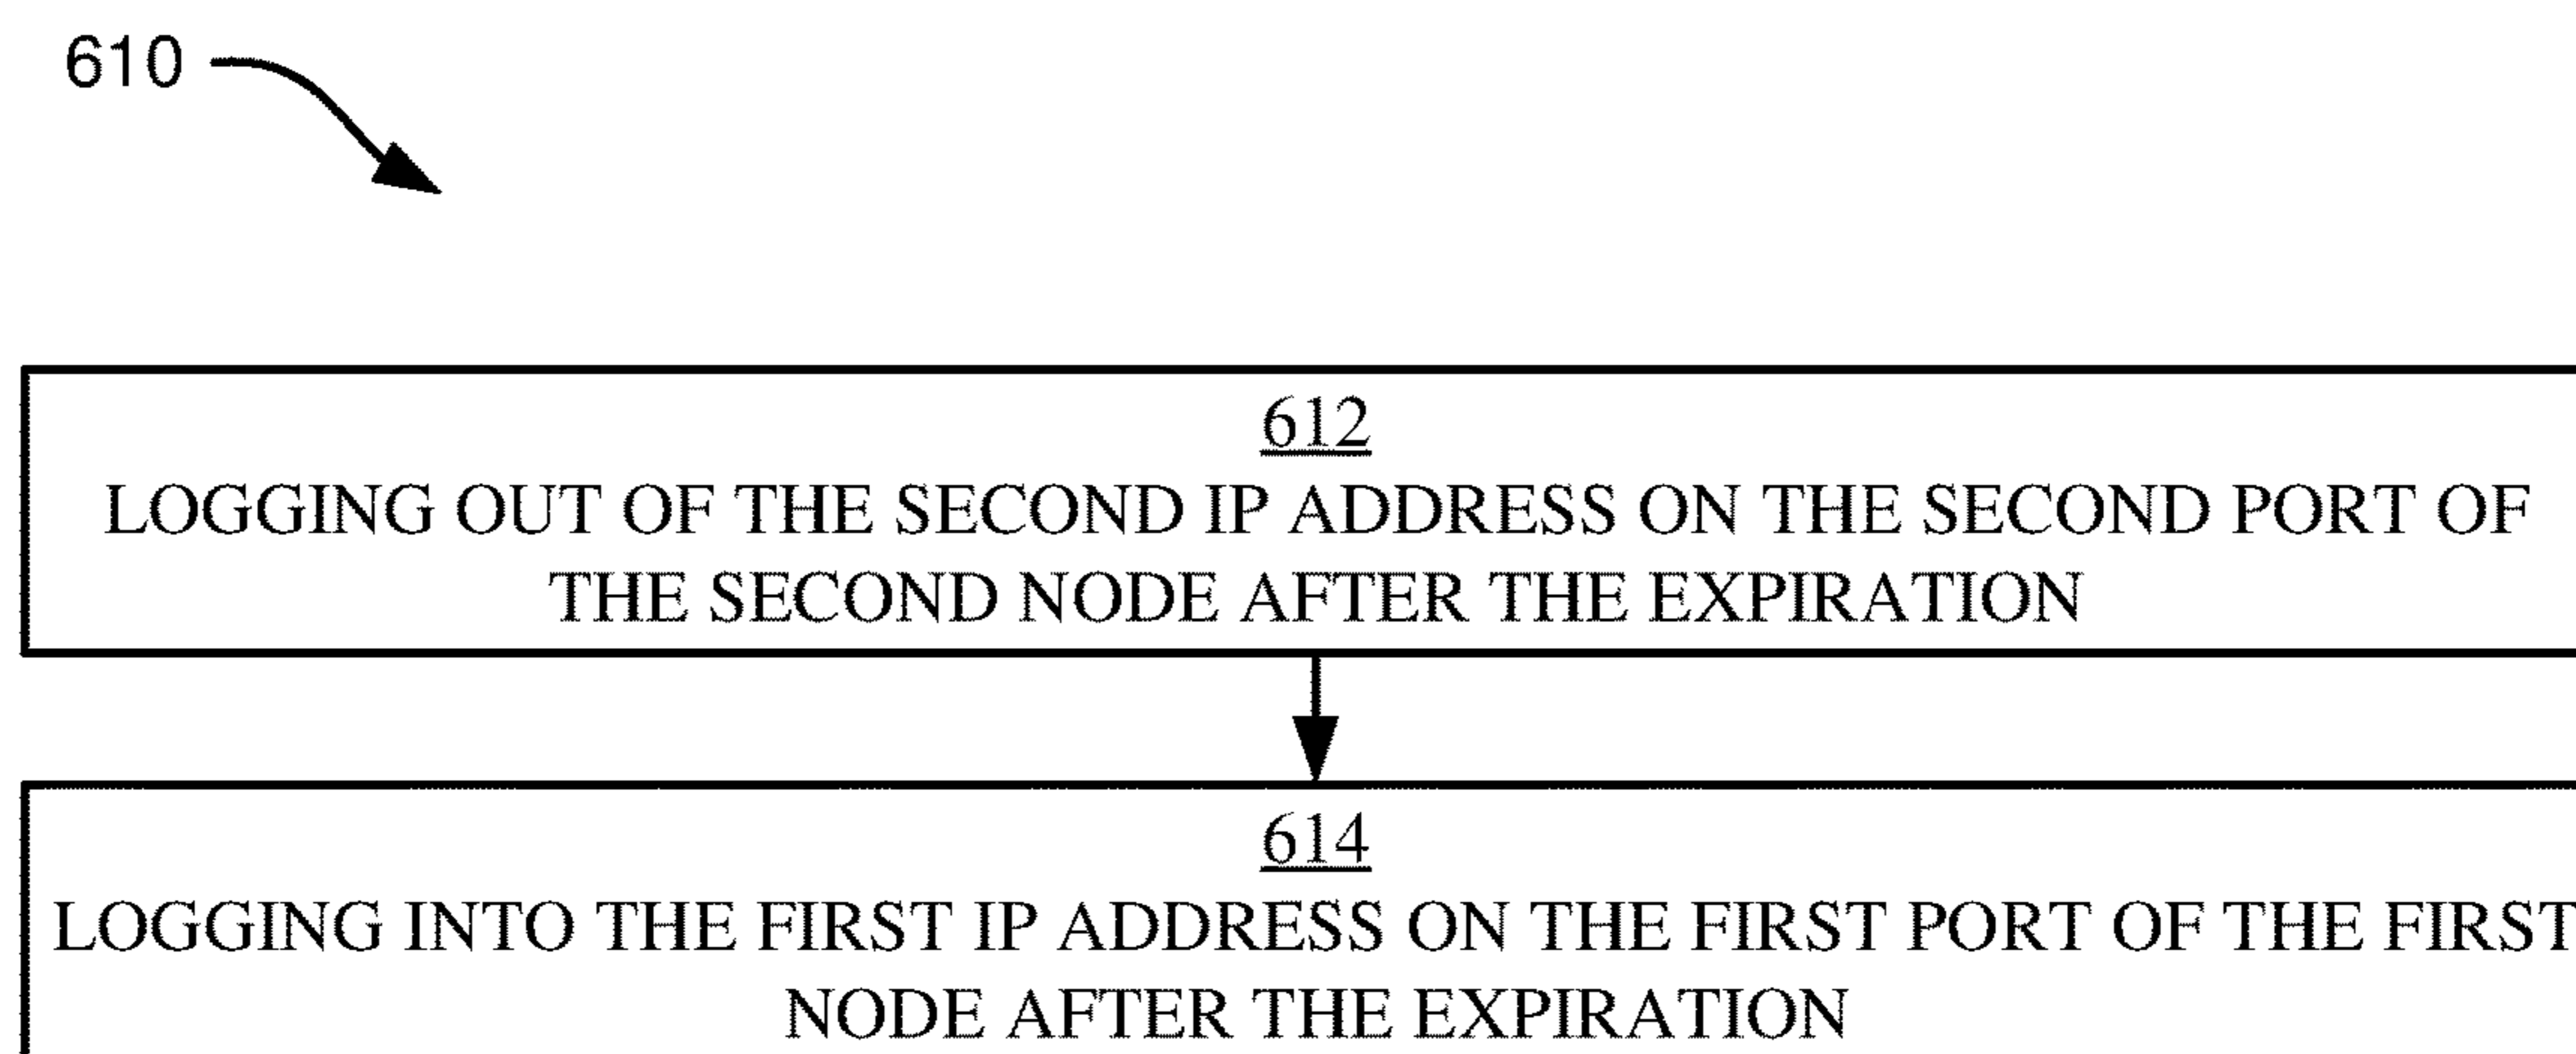 610
612
LOGGING OUT OF THE SECOND IP ADDRESS ON THE SECOND PORT OF
THE SECOND NODE AFTER THE EXPIRATION
614
LOGGING INTO THE FIRST IP ADDRESS ON THE FIRST PORT OF THE FIRST
NODE AFTER THE EXPIRATION